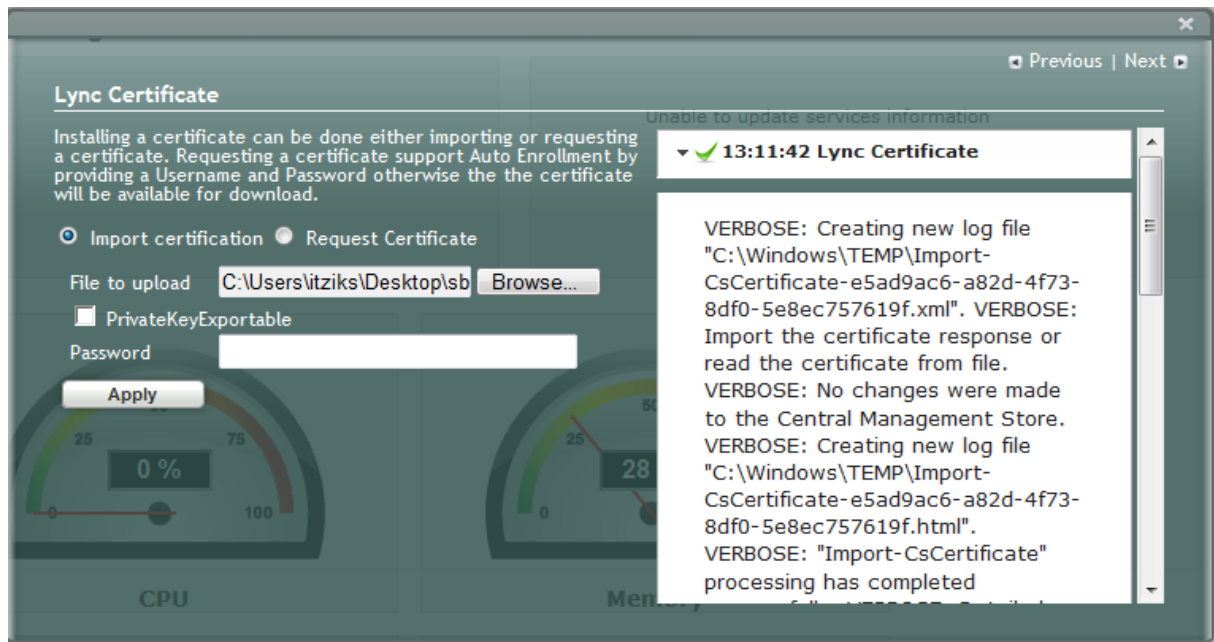 Previous | Next
Lync Certificate
Unable to update services information
Installing a certificate can be done either importing or requesting
a certificate. Requesting a certificate support Auto Enrollment by
providing a Username and Password otherwise the the certificate
will be available for download.
Import certification Request Certificate
File to upload C:\Users\itziks\Desktop\sb Browse...
PrivateKeyExportable
Password
Apply
13:11:42 Lync Certificate
VERBOSE: Creating new log file
"C:\Windows\TEMP\Import-
CsCertificate-e5ad9ac6-a82d-4f73-
8df0-5e8ec757619f.xml". VERBOSE:
Import the certificate response or
read the certificate from file.
VERBOSE: No changes were made
to the Central Management Store.
VERBOSE: Creating new log file
"C:\Windows\TEMP\Import-
CsCertificate-e5ad9ac6-a82d-4f73-
8df0-5e8ec757619f.html".
VERBOSE: "Import-CsCertificate"
processing has completed
25 75
0 %
0 100
CPU
25 50
28
0
Memory